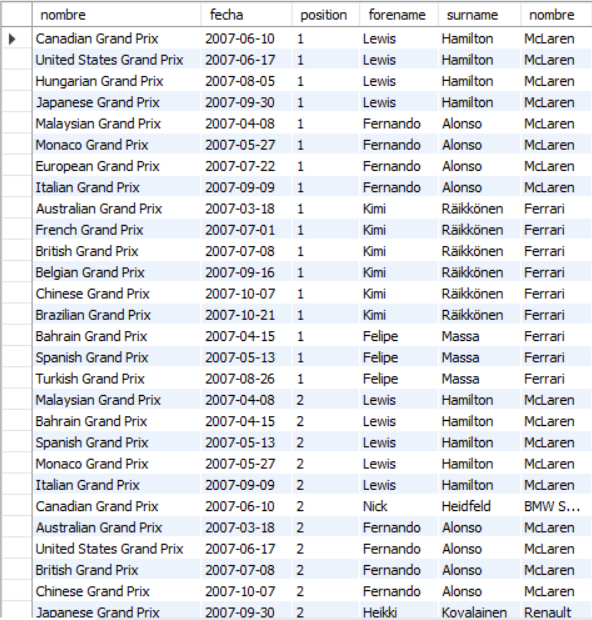 nombre fecha position forename surname nombre
Canadian Grand Prix 2007-06-10 1 Lewis Hamilton McLaren
United States Grand Prix 2007-06-17 1 Lewis Hamilton McLaren
Hungarian Grand Prix 2007-08-05 1 Lewis Hamilton McLaren
Japanese Grand Prix 2007-09-30 1 Lewis Hamilton McLaren
Malaysian Grand Prix 2007-04-08 1 Fernando Alonso McLaren
Monaco Grand Prix 2007-05-27 1 Fernando Alonso McLaren
European Grand Prix 2007-07-22 1 Fernando Alonso McLaren
Italian Grand Prix 2007-09-09 1 Fernando Alonso McLaren
Australian Grand Prix 2007-03-18 1 Kimi Räikkönen Ferrari
French Grand Prix 2007-07-01 1 Kimi Räikkönen Ferrari
British Grand Prix 2007-07-08 1 Kimi Räikkönen Ferrari
Belgian Grand Prix 2007-09-16 1 Kimi Räikkönen Ferrari
Chinese Grand Prix 2007-10-07 1 Kimi Räikkönen Ferrari
Brazilian Grand Prix 2007-10-21 1 Kimi Räikkönen Ferrari
Bahrain Grand Prix 2007-04-15 1 Felipe Massa Ferrari
Spanish Grand Prix 2007-05-13 1 Felipe Massa Ferrari
Turkish Grand Prix 2007-08-26 1 Felipe Massa Ferrari
Malaysian Grand Prix 2007-04-08 2 Lewis Hamilton McLaren
Bahrain Grand Prix 2007-04-15 2 Lewis Hamilton McLaren
Spanish Grand Prix 2007-05-13 2 Lewis Hamilton McLaren
Monaco Grand Prix 2007-05-27 2 Lewis Hamilton McLaren
Italian Grand Prix 2007-09-09 2 Lewis Hamilton McLaren
Canadian Grand Prix 2007-06-10 2 Nick Heidfeld BMW S...
Australian Grand Prix 2007-03-18 2 Fernando Alonso McLaren
United States Grand Prix 2007-06-17 2 Fernando Alonso McLaren
British Grand Prix 2007-07-08 2 Fernando Alonso McLaren
Chinese Grand Prix 2007-10-07 2 Fernando Alonso McLaren
Japanese Grand Prix 2007-09-30 2 Heikki Kovalainen Renault